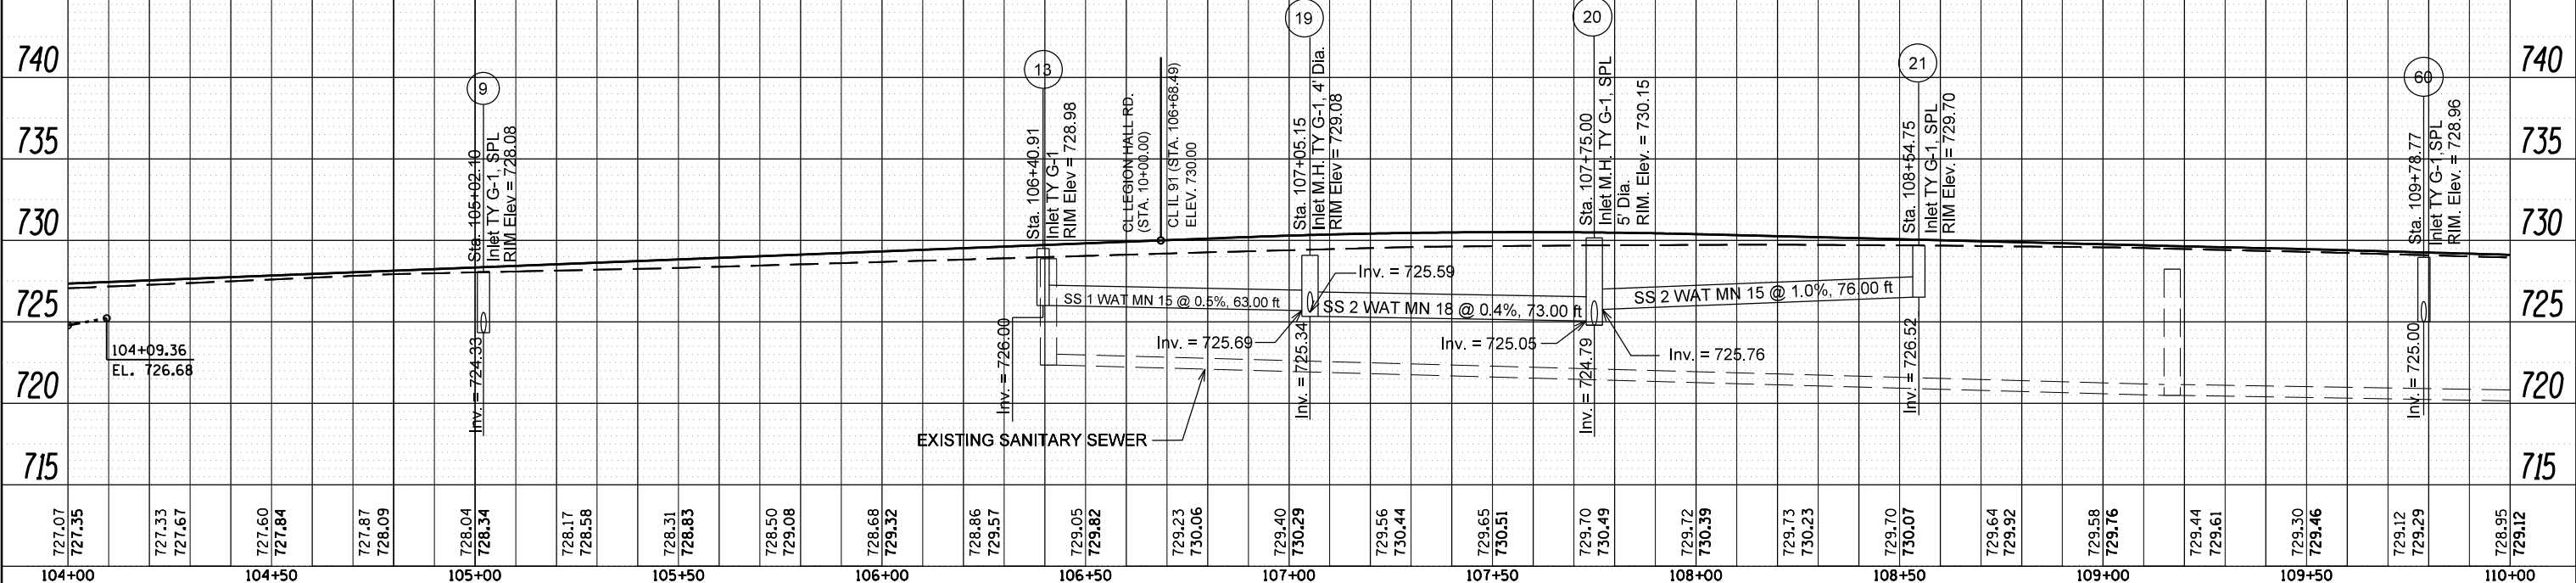 740
735
730
725
720
715
9
Sta. 105+02.10
Inlet TY G-1, SPL
RIM Elev = 728.08
Inv. = 724.33
104+09.36
EL. 726.68
13
Sta. 106+40.91
Inlet TY G-1
RIM Elev = 728.98
Inv. = 726.00
CL LEGION HALL RD.
(STA. 10+00.00)
CL IL 91 (STA. 106+68.49)
ELEV. 730.00
19
Sta. 107+05.15
Inlet M.H. TY G-1, 4' Dia.
RIM Elev = 729.08
Inv. = 725.59
Inv. = 725.69
Inv. = 725.34
20
Sta. 107+75.00
Inlet M.H. TY G-1, SPL
5' Dia.
RIM. Elev. = 730.15
Inv. = 725.05
Inv. = 724.79
Inv. = 725.76
21
Sta. 108+54.75
Inlet TY G-1, SPL
RIM Elev. = 729.70
Inv. = 726.52
60
Sta. 109+78.77
Inlet TY G-1,SPL
RIM. Elev. = 728.96
Inv. = 725.00
SS 1 WAT MN 15 @ 0.5%, 63.00 ft
SS 2 WAT MN 18 @ 0.4%, 73.00 ft
SS 2 WAT MN 15 @ 1.0%, 76.00 ft
EXISTING SANITARY SEWER
740
735
730
725
720
715
727.07
727.35
727.33
727.67
727.60
727.84
727.87
728.09
728.04
728.34
728.17
728.58
728.31
728.83
728.50
729.08
728.68
729.32
728.86
729.57
729.05
729.82
729.23
730.06
729.40
730.29
729.56
730.44
729.65
730.51
729.70
730.49
729.72
730.39
729.73
730.23
729.70
730.07
729.64
729.92
729.58
729.76
729.44
729.61
729.30
729.46
729.12
729.29
728.95
729.12
104+00 104+50 105+00 105+50 106+00 106+50 107+00 107+50 108+00 108+50 109+00 109+50 110+00